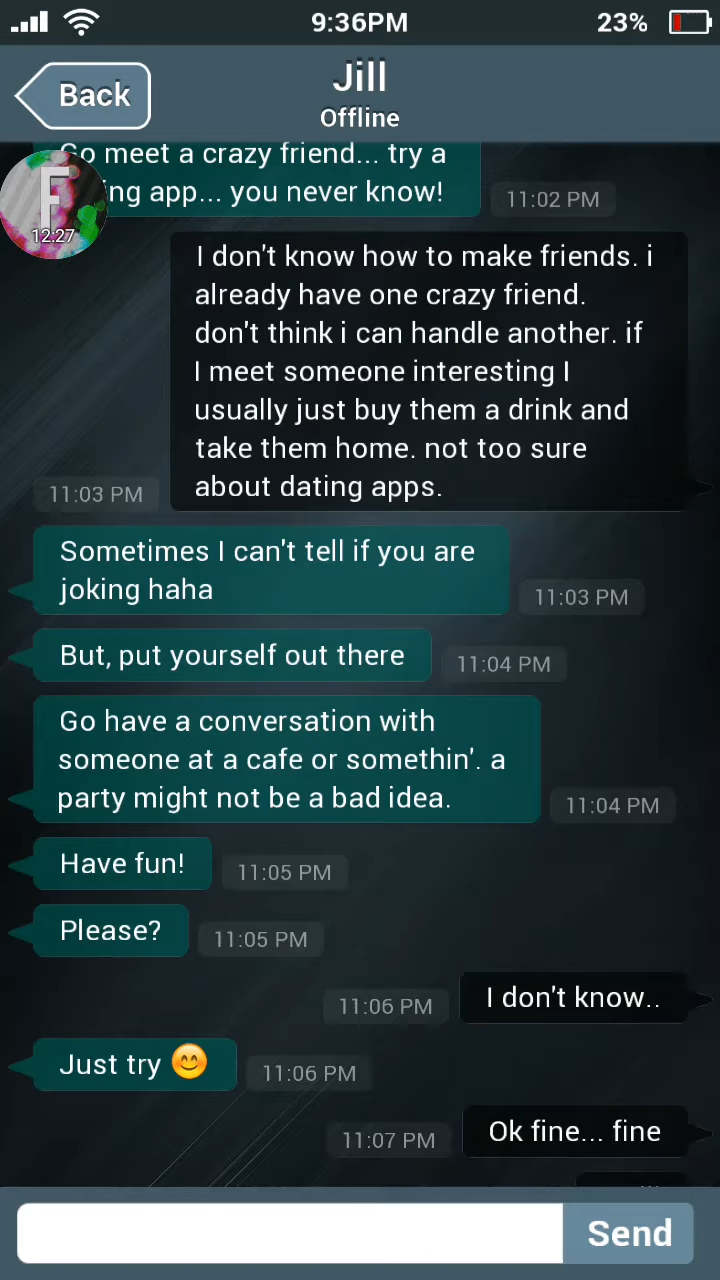 9:36PM
23%
Back
Jill
Offline
Go meet a crazy friend... try a
ing app... you never know!
11:02 PM
F
12:27
I don't know how to make friends. i
already have one crazy friend.
don't think i can handle another. if
I meet someone interesting I
usually just buy them a drink and
take them home. not too sure
about dating apps.
11:03 PM
Sometimes I can't tell if you are
joking haha
11:03 PM
But, put yourself out there
11:04 PM
Go have a conversation with
someone at a cafe or somethin'. a
party might not be a bad idea.
11:04 PM
Have fun!
11:05 PM
Please?
11:05 PM
I don't know..
11:06 PM
Just try 😊
11:06 PM
Ok fine... fine
11:07 PM
Send